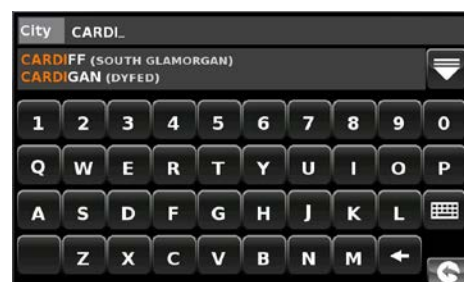 City CARDI_
CARDIFF (SOUTH GLAMORGAN)
CARDIGAN (DYFED)
1 2 3 4 5 6 7 8 9 0
Q W E R T Y U I O P
A S D F G H J K L
Z X C V B N M